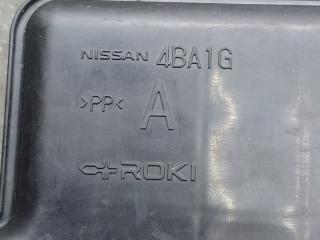 NISSAN 4BA1G
>PP< A
ROKI